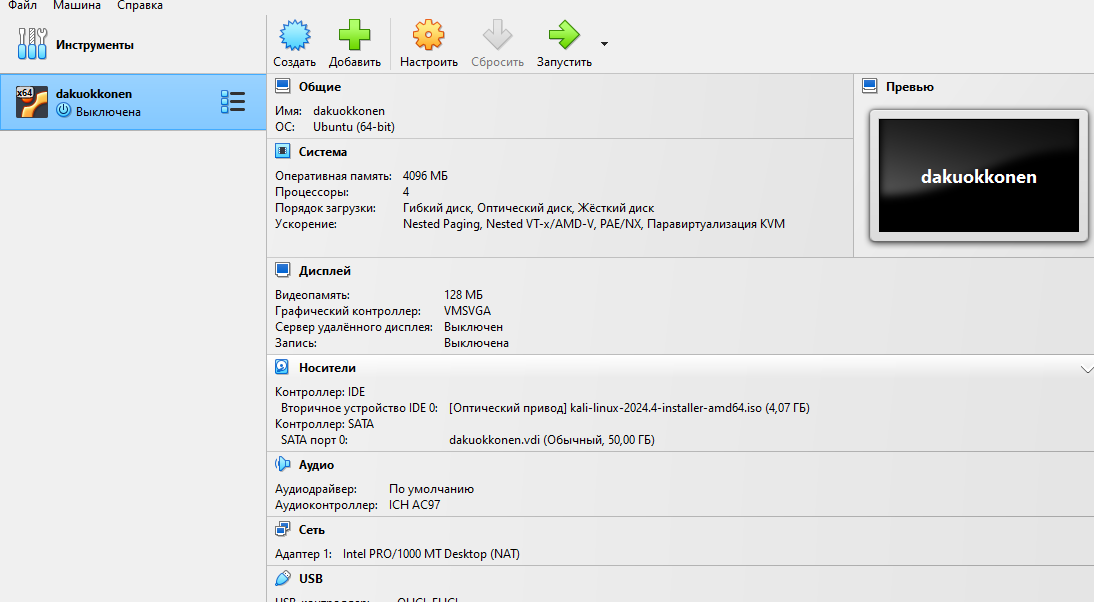 Файл Машина Справка
Инструменты
Создать Добавить Настроить Сбросить Запустить
x64 dakuokkonen
Выключена
Общие
Имя: dakuokkonen
ОС: Ubuntu (64-bit)
Превью
dakuokkonen
Система
Оперативная память: 4096 МБ
Процессоры: 4
Порядок загрузки: Гибкий диск, Оптический диск, Жёсткий диск
Ускорение: Nested Paging, Nested VT-x/AMD-V, PAE/NX, Паравиртуализация KVM
Дисплей
Видеопамять: 128 МБ
Графический контроллер: VMSVGA
Сервер удалённого дисплея: Выключен
Запись: Выключена
Носители
Контроллер: IDE
Вторичное устройство IDE 0: [Оптический привод] kali-linux-2024.4-installer-amd64.iso (4,07 ГБ)
Контроллер: SATA
SATA порт 0: dakuokkonen.vdi (Обычный, 50,00 ГБ)
Аудио
Аудиодрайвер: По умолчанию
Аудиоконтроллер: ICH AC97
Сеть
Адаптер 1: Intel PRO/1000 MT Desktop (NAT)
USB
USB-контроллер: OHCI, EHCI